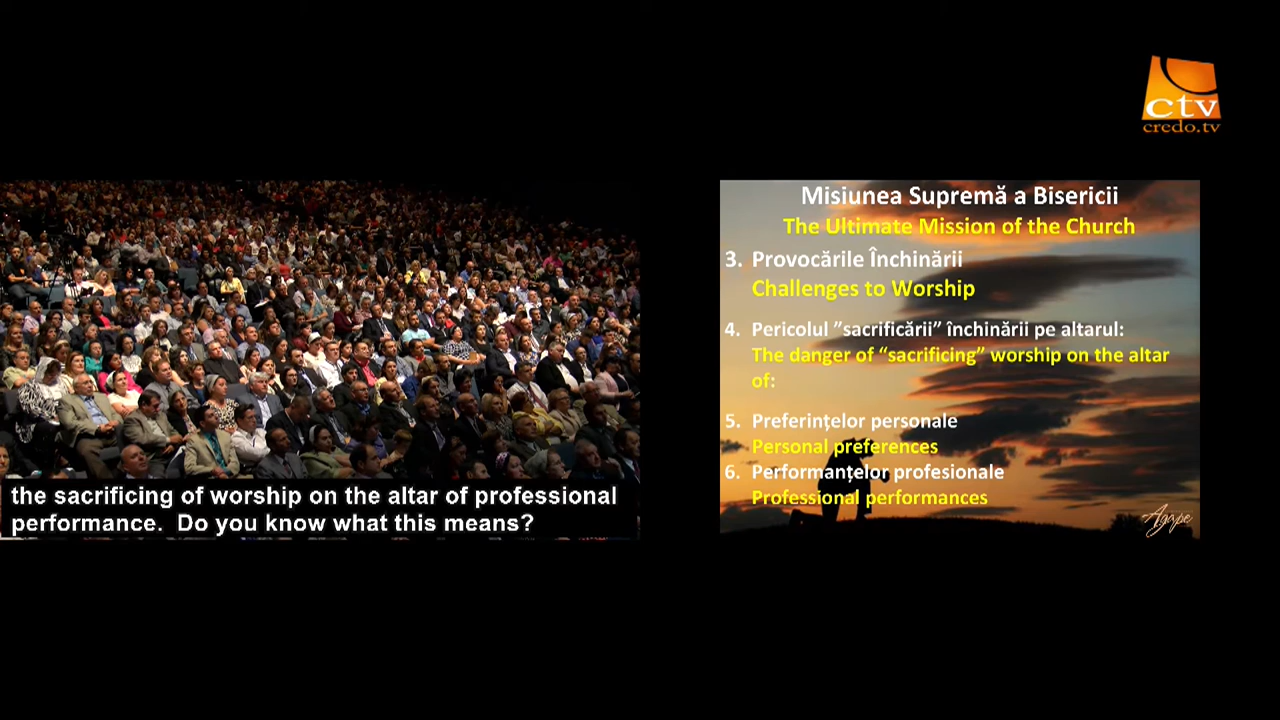 ctv
credo.tv
Misiunea Supremă a Bisericii
The Ultimate Mission of the Church
3. Provocările Închinării
Challenges to Worship
4. Pericolul ”sacrificării” închinării pe altarul:
The danger of “sacrificing” worship on the altar
of:
5. Preferințelor personale
Personal preferences
6. Performanțelor profesionale
Professional performances
Agape
the sacrificing of worship on the altar of professional
performance. Do you know what this means?